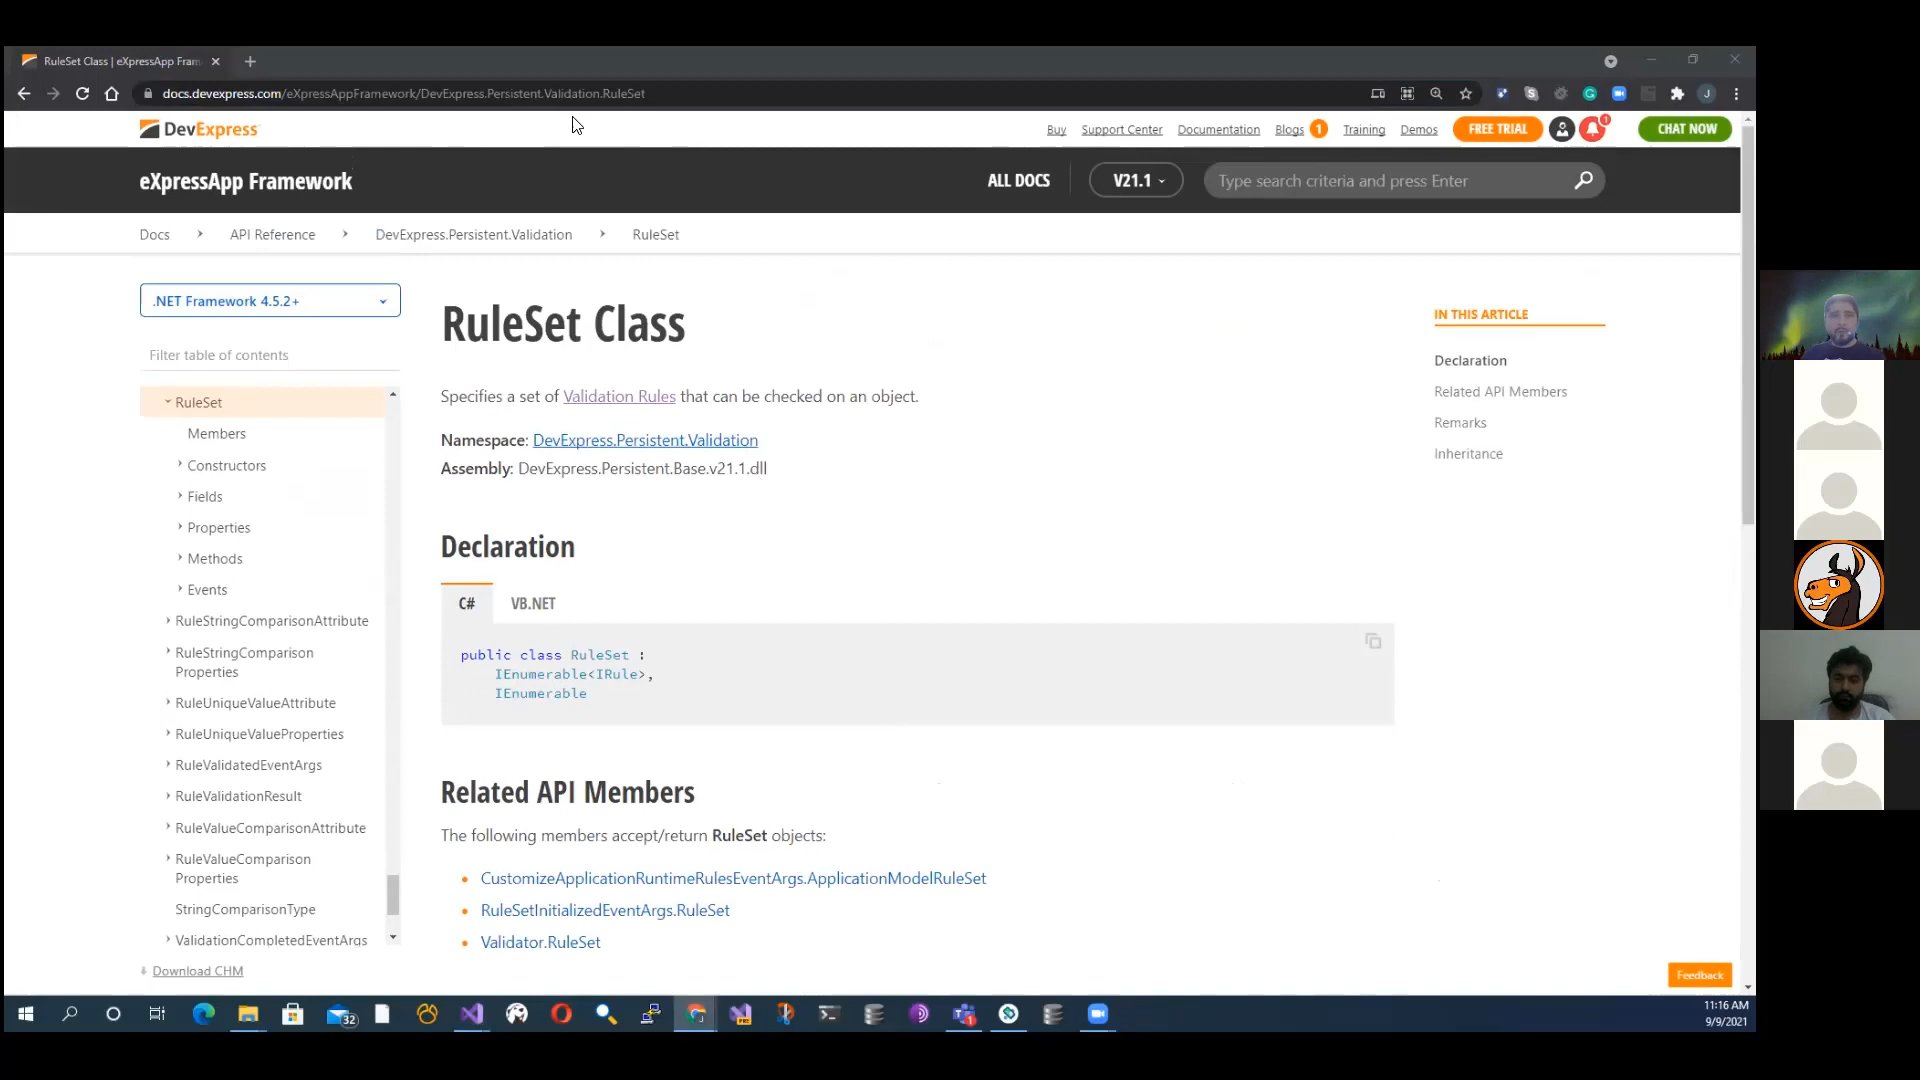 RuleSet Class | eXpressApp Fram
docs.devexpress.com/eXpressAppFramework/DevExpress.Persistent.Validation.RuleSet
J
DevExpress
Buy
Support Center
Documentation
Blogs
1
Training
Demos
FREE TRIAL
1
CHAT NOW
eXpressApp Framework
ALL DOCS
V21.1
Type search criteria and press Enter
Docs
API Reference
DevExpress.Persistent.Validation
RuleSet
.NET Framework 4.5.2+
Filter table of contents
RuleSet
Members
Constructors
Fields
Properties
Methods
Events
RuleStringComparisonAttribute
RuleStringComparison
Properties
RuleUniqueValueAttribute
RuleUniqueValueProperties
RuleValidatedEventArgs
RuleValidationResult
RuleValueComparisonAttribute
RuleValueComparison
Properties
StringComparisonType
ValidationCompletedEventArgs
Download CHM
RuleSet Class
Specifies a set of Validation Rules that can be checked on an object.
Namespace: DevExpress.Persistent.Validation
Assembly: DevExpress.Persistent.Base.v21.1.dll
Declaration
C#
VB.NET
public class RuleSet :
IEnumerable<IRule>,
IEnumerable
Related API Members
The following members accept/return RuleSet objects:
CustomizeApplicationRuntimeRulesEventArgs.ApplicationModelRuleSet
RuleSetInitializedEventArgs.RuleSet
Validator.RuleSet
IN THIS ARTICLE
Declaration
Related API Members
Remarks
Inheritance
Feedback
32
1
11:16 AM
9/9/2021